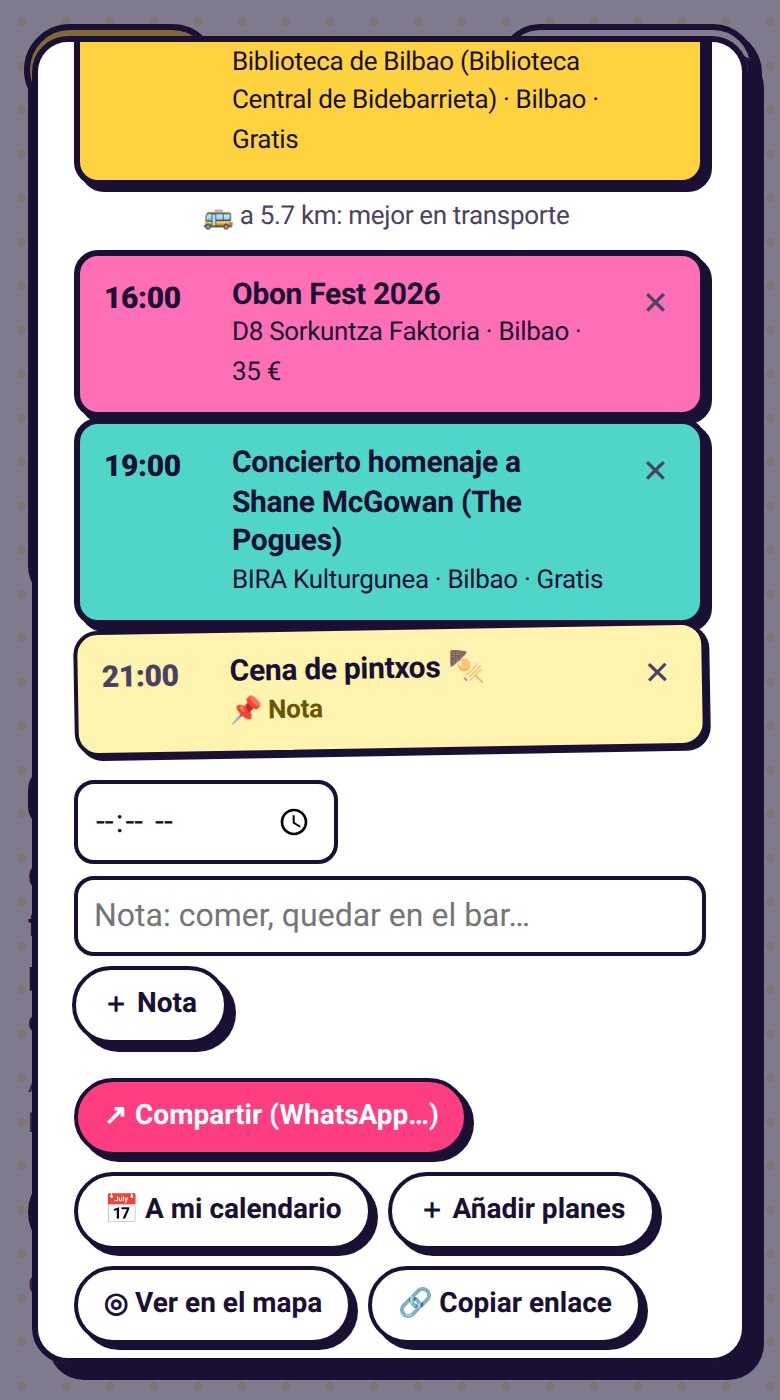 Biblioteca de Bilbao (Biblioteca
Central de Bidebarrieta) · Bilbao ·
Gratis
🚌 a 5.7 km: mejor en transporte
16:00
Obon Fest 2026
✕
D8 Sorkuntza Faktoria · Bilbao ·
35 €
19:00
Concierto homenaje a
✕
Shane McGowan (The
Pogues)
BIRA Kulturgunea · Bilbao · Gratis
21:00
Cena de pintxos 🍢
✕
📌 Nota
--:-- --
Nota: comer, quedar en el bar…
+ Nota
↗ Compartir (WhatsApp…)
📅 A mi calendario
+ Añadir planes
◎ Ver en el mapa
🔗 Copiar enlace